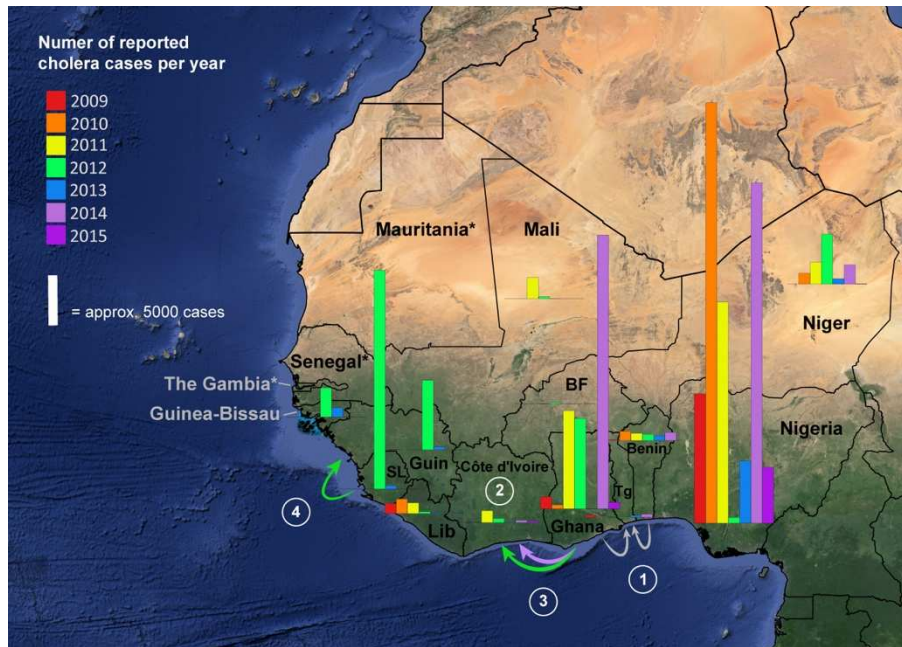 Numer of reported
cholera cases per year
2009
2010
2011
2012
2013
2014
2015
= approx. 5000 cases
Mauritania*
Mali
Niger
Senegal*
The Gambia*
Guinea-Bissau
BF
Nigeria
Benin
Guin
SL
Côte d'Ivoire
2
Tg
Lib
Ghana
4
3
1